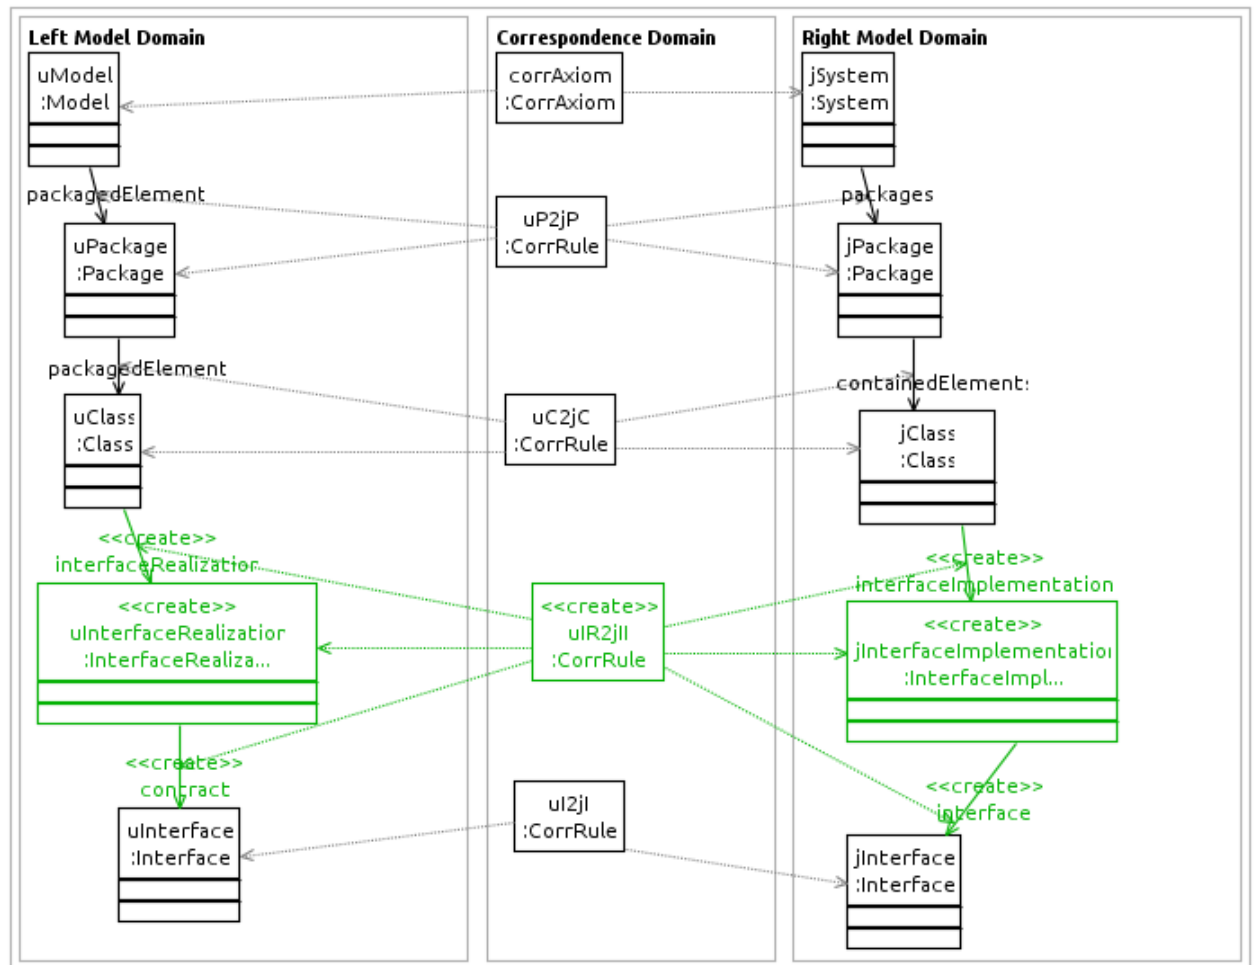 Left Model Domain
uModel
:Model
packagedElement
uPackage
:Package
packagedElement
uClass
:Class
<<create>>
interfaceRealization
<<create>>
uInterfaceRealization
:InterfaceRealiza...
<<create>>
contract
uInterface
:Interface
Correspondence Domain
corrAxiom
:CorrAxiom
uP2jP
:CorrRule
uC2jC
:CorrRule
<<create>>
uIR2jII
:CorrRule
uI2jI
:CorrRule
Right Model Domain
jSystem
:System
packages
jPackage
:Package
containedElements
jClass
:Class
<<create>>
interfaceImplementation
<<create>>
jInterfaceImplementation
:InterfaceImpl...
<<create>>
interface
jInterface
:Interface